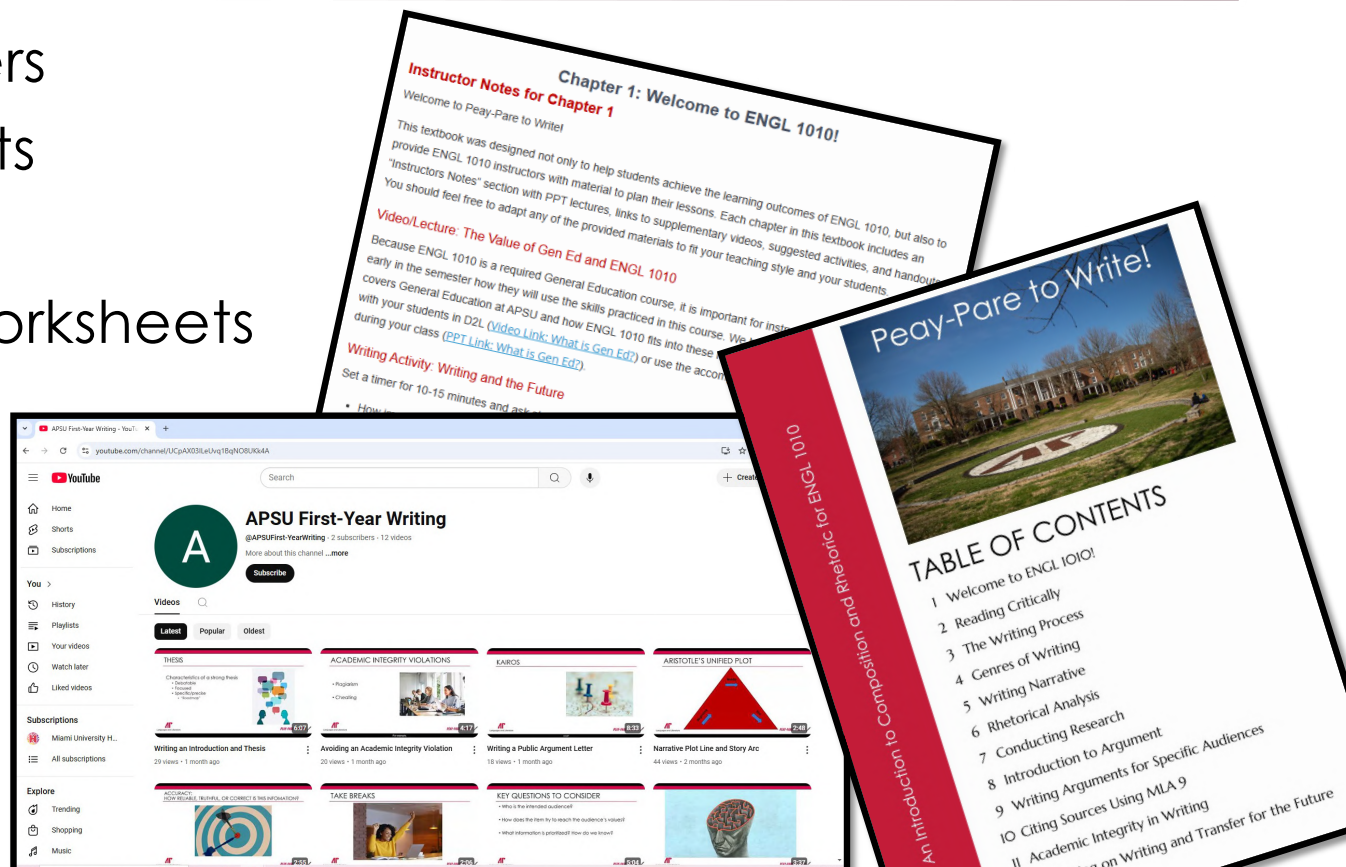 ers
ts
orksheets
Chapter 1: Welcome to ENGL 1010!
Instructor Notes for Chapter 1
Welcome to Peay-Pare to Write!
This textbook was designed not only to help students achieve the learning outcomes of ENGL 1010, but also to
provide ENGL 1010 instructors with material to plan their lessons. Each chapter in this textbook includes an
"Instructors Notes" section with PPT lectures, links to supplementary videos, suggested activities, and handouts
You should feel free to adapt any of the provided materials to fit your teaching style and your students.
Video/Lecture: The Value of Gen Ed and ENGL 1010
Because ENGL 1010 is a required General Education course, it is important for
early in the semester how they will use the skills practiced in this course. We
covers General Education at APSU and how ENGL 1010 fits into these
with your students in D2L (Video Link: What is Gen Ed?) or use the
during your class (PPT Link: What is Gen Ed?).
Writing Activity: Writing and the Future
Set a timer for 10-15 minutes and ask
• How
Peay-Pare to Write!
An Introduction to Composition and Rhetoric for ENGL 1010
TABLE OF CONTENTS
1 Welcome to ENGL 1010!
2 Reading Critically
3 The Writing Process
4 Genres of Writing
5 Writing Narrative
6 Rhetorical Analysis
7 Conducting Research
8 Introduction to Argument
9 Writing Arguments for Specific Audiences
10 Citing Sources Using MLA 9
11 Academic Integrity in Writing
on Writing and Transfer for the Future
APSU First-Year Writing - YouTu
youtube.com/channel/UCpAX03ILeUvq18qNO8UKk4A
YouTube
Search
Create
Home
Shorts
Subscriptions
You
History
Playlists
Your videos
Watch later
Liked videos
Subscriptions
Miami University H...
All subscriptions
Explore
Trending
Shopping
Music
A
APSU First-Year Writing
@APSUFirst-YearWriting · 2 subscribers · 12 videos
More about this channel ...more
Subscribe
Videos
Latest Popular Oldest
THESIS
Characteristics of a strong thesis
• Debatable
• Focused
• Specific/precise
• "Roadmap"
6:07
Writing an Introduction and Thesis
29 views • 1 month ago
ACADEMIC INTEGRITY VIOLATIONS
• Plagiarism
• Cheating
4:17
Avoiding an Academic Integrity Violation
20 views • 1 month ago
KAIROS
8:33
Writing a Public Argument Letter
18 views • 1 month ago
ARISTOTLE'S UNIFIED PLOT
2:48
Narrative Plot Line and Story Arc
44 views • 2 months ago
ACCURACY:
HOW RELIABLE, TRUTHFUL, OR CORRECT IS THIS INFORMATION?
2:55
TAKE BREAKS
2:06
KEY QUESTIONS TO CONSIDER
• Who is the intended audience?
• How does the item try to reach the audience's values?
• What information is prioritized? How do we know?
6:04
3:37